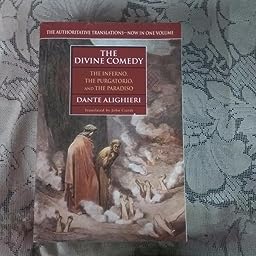 THE AUTHORITATIVE TRANSLATIONS—NOW IN ONE VOLUME
THE
DIVINE COMEDY
THE INFERNO,
THE PURGATORIO,
AND THE PARADISO
DANTE ALIGHIERI
Translated by John Ciardi